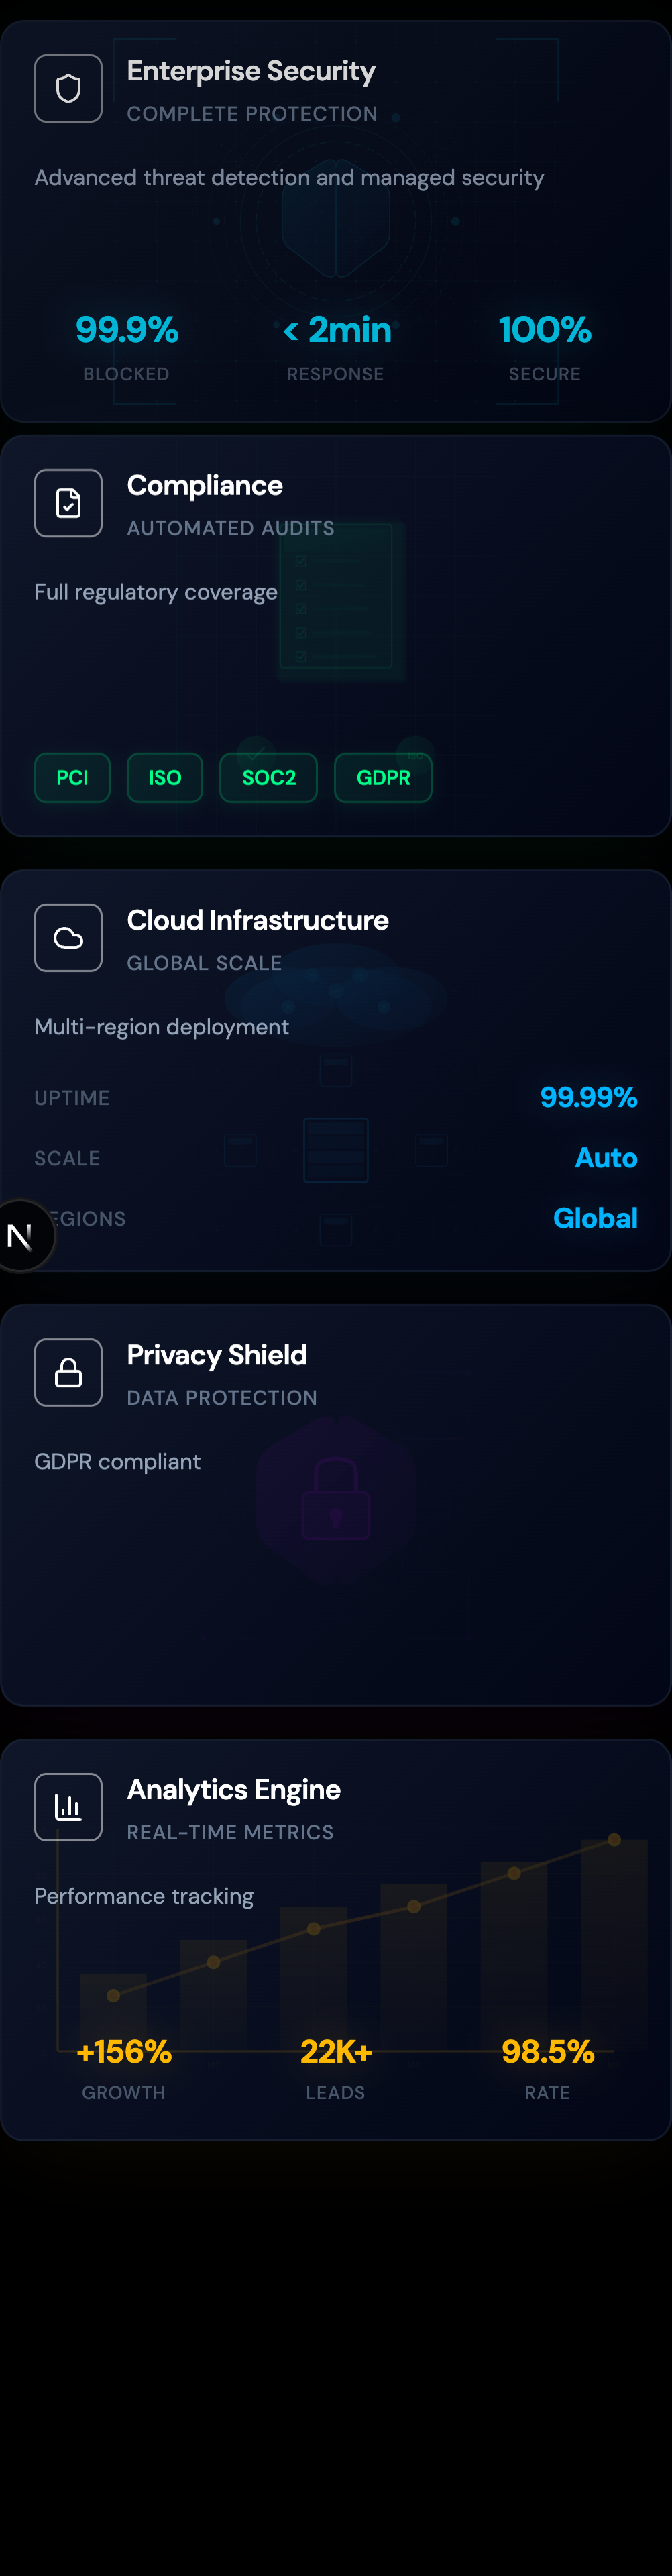 Enterprise Security
COMPLETE PROTECTION
Advanced threat detection and managed security
99.9% < 2min 100%
BLOCKED RESPONSE SECURE
Compliance
AUTOMATED AUDITS
Full regulatory coverage
ISO
PCI ISO SOC2 GDPR
Cloud Infrastructure
GLOBAL SCALE
Multi-region deployment
UPTIME 99.99%
SCALE Auto
EGIONS Global
N
Privacy Shield
DATA PROTECTION
GDPR compliant
Analytics Engine
REAL-TIME METRICS
Performance tracking
+156% 22K+ 98.5%
GROWTH LEADS RATE